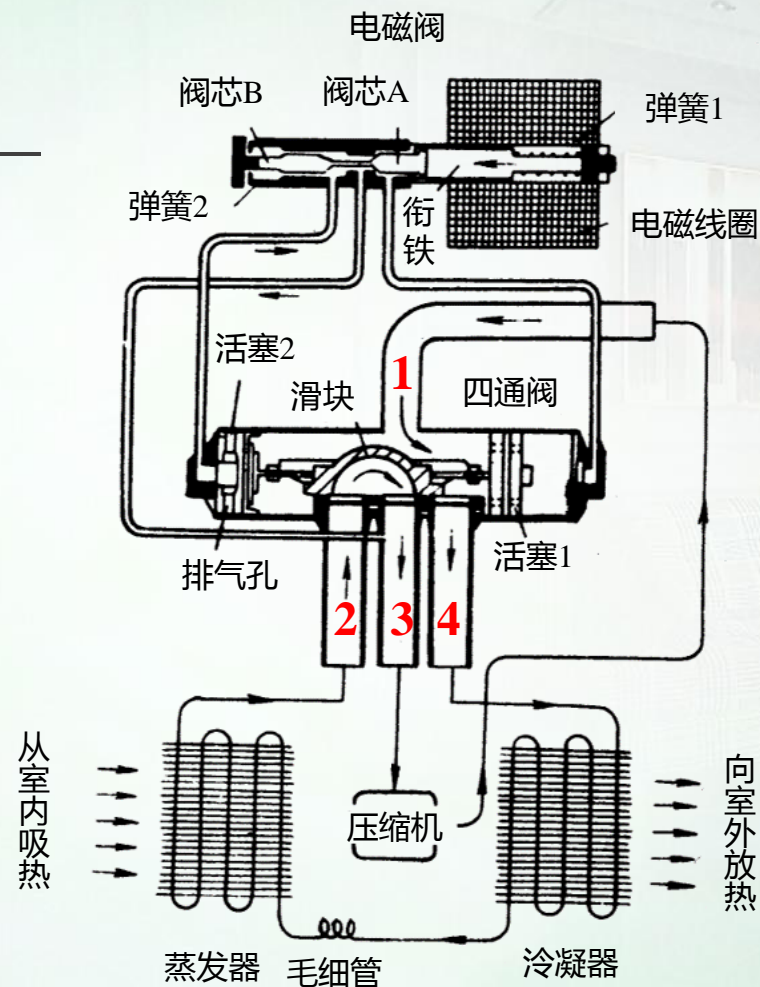 电磁阀
阀芯B
阀芯A
弹簧1
弹簧2
衔
铁
电磁线圈
活塞2
1
滑块
四通阀
排气孔
活塞1
2
3
4
从
室
内
吸
热
压缩机
向
室
外
放
热
蒸发器
毛细管
冷凝器